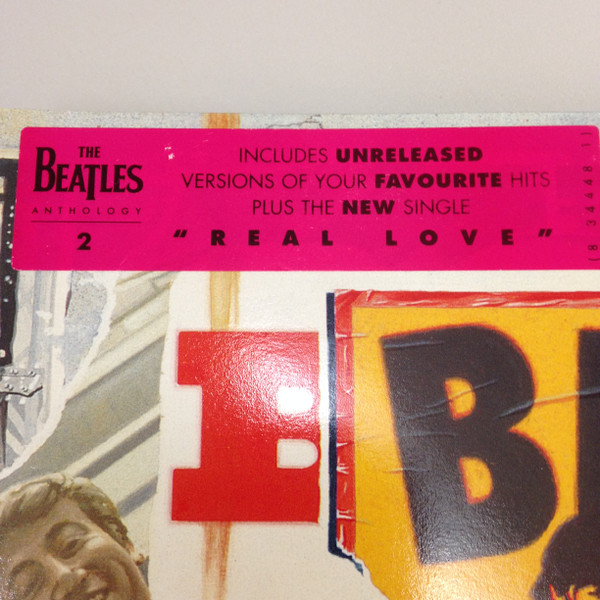 THE
BEATLES
ANTHOLOGY
2
INCLUDES UNRELEASED
VERSIONS OF YOUR FAVOURITE HITS
PLUS THE NEW SINGLE
" REAL LOVE "
B